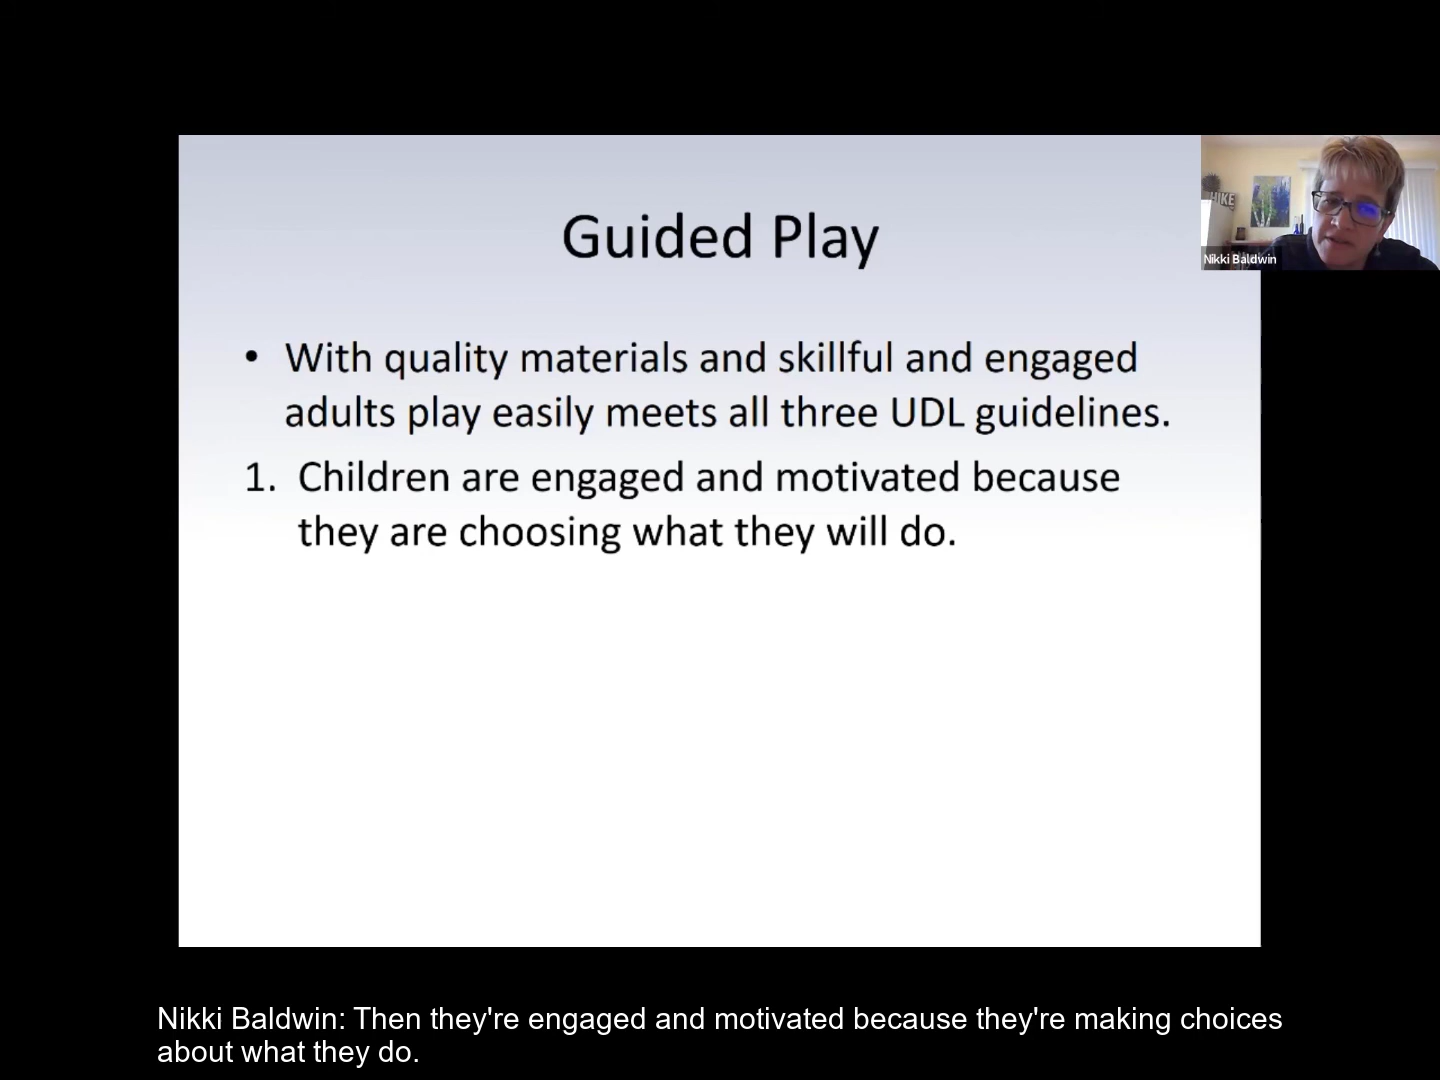 Guided Play
• With quality materials and skillful and engaged
adults play easily meets all three UDL guidelines.
1. Children are engaged and motivated because
they are choosing what they will do.
HIKE
Nikki Baldwin
Nikki Baldwin: Then they're engaged and motivated because they're making choices
about what they do.